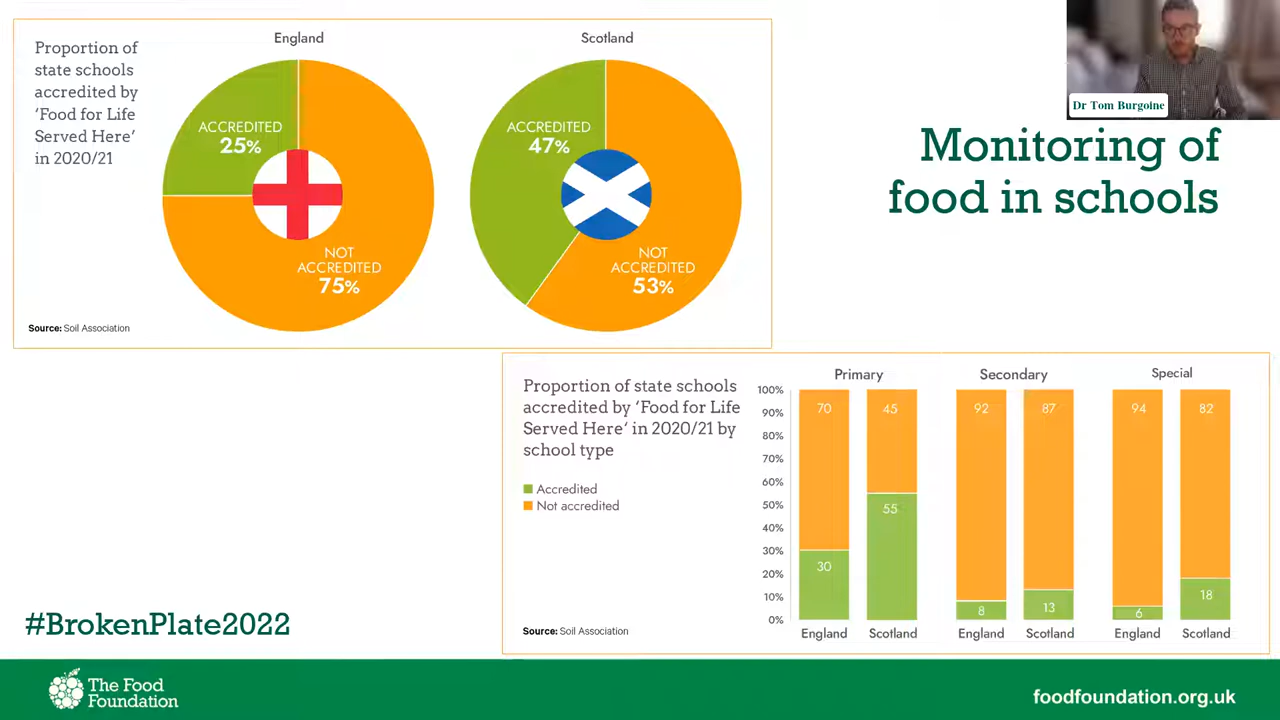 Proportion of
state schools
accredited by
‘Food for Life
Served Here’
in 2020/21
England
ACCREDITED
25%
NOT
ACCREDITED
75%
Scotland
ACCREDITED
47%
NOT
ACCREDITED
53%
Source: Soil Association
Dr Tom Burgoine
Monitoring of
food in schools
Proportion of state schools
accredited by ‘Food for Life
Served Here’ in 2020/21 by
school type
Accredited
Not accredited
Source: Soil Association
Primary Secondary Special
100%
90%
80%
70%
60%
50%
40%
30%
20%
10%
0%
70 45 92 87 94 82
30 55 8 13 6 18
England Scotland England Scotland England Scotland
#BrokenPlate2022
The Food
Foundation
foodfoundation.org.uk